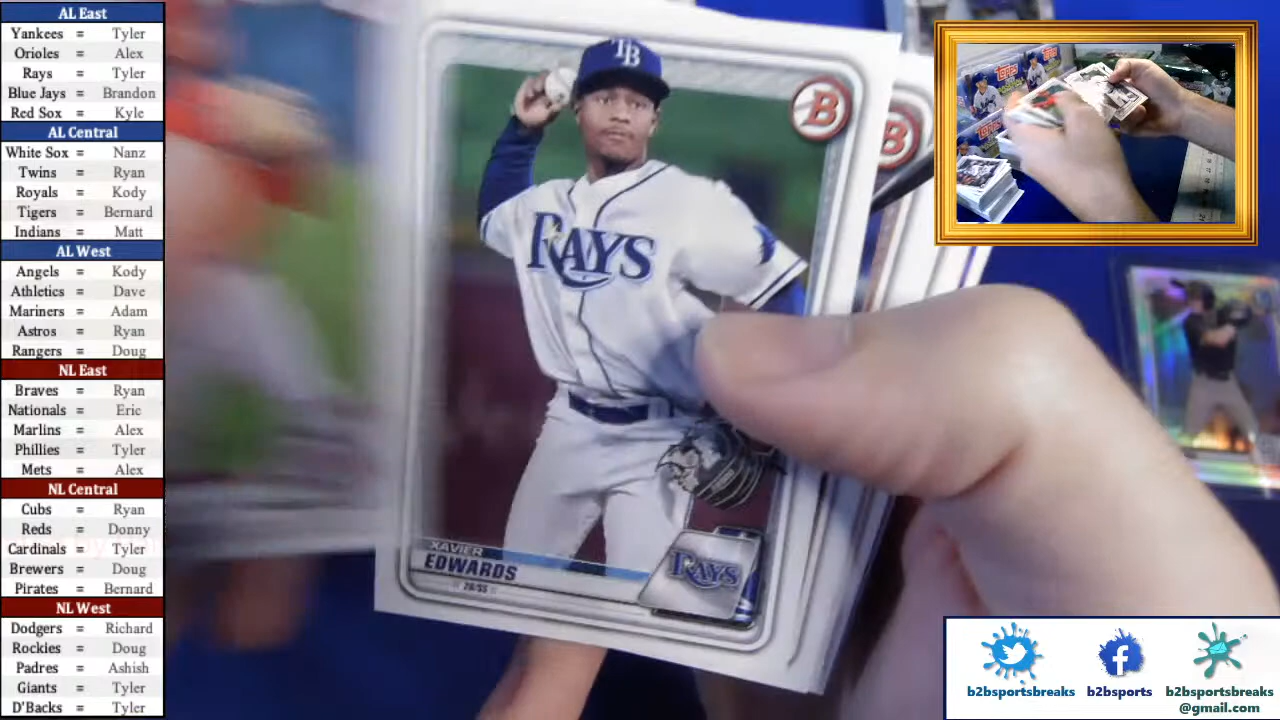 AL East
Yankees = Tyler
Orioles = Alex
Rays = Tyler
Blue Jays = Brandon
Red Sox = Kyle
AL Central
White Sox = Nanz
Twins = Ryan
Royals = Kody
Tigers = Bernard
Indians = Matt
AL West
Angels = Kody
Athletics = Dave
Mariners = Adam
Astros = Ryan
Rangers = Doug
NL East
Braves = Ryan
Nationals = Eric
Marlins = Alex
Phillies = Tyler
Mets = Alex
NL Central
Cubs = Ryan
Reds = Donny
Cardinals = Tyler
Brewers = Doug
Pirates = Bernard
NL West
Dodgers = Richard
Rockies = Doug
Padres = Ashish
Giants = Tyler
D'Backs = Tyler
TB
B
B
RAYS
XAVIER
EDWARDS
2B/SS
RAYS
TOPPS
TOPPS
b2bsportsbreaks
b2bsports
b2bsportsbreaks
@gmail.com